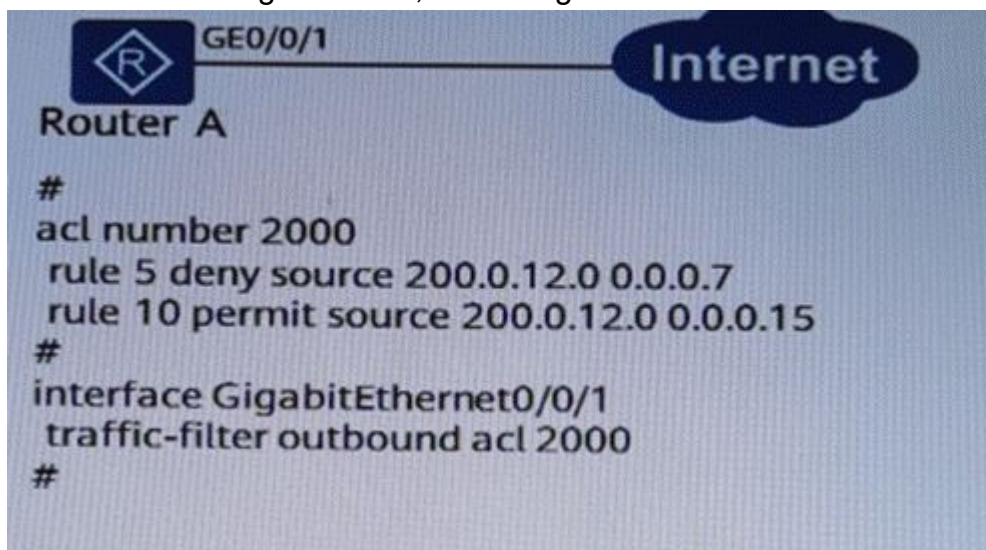 GE0/0/1
R
Internet
Router A
#
acl number 2000
rule 5 deny source 200.0.12.0 0.0.0.7
rule 10 permit source 200.0.12.0 0.0.0.15
#
interface GigabitEthernet0/0/1
traffic-filter outbound acl 2000
#